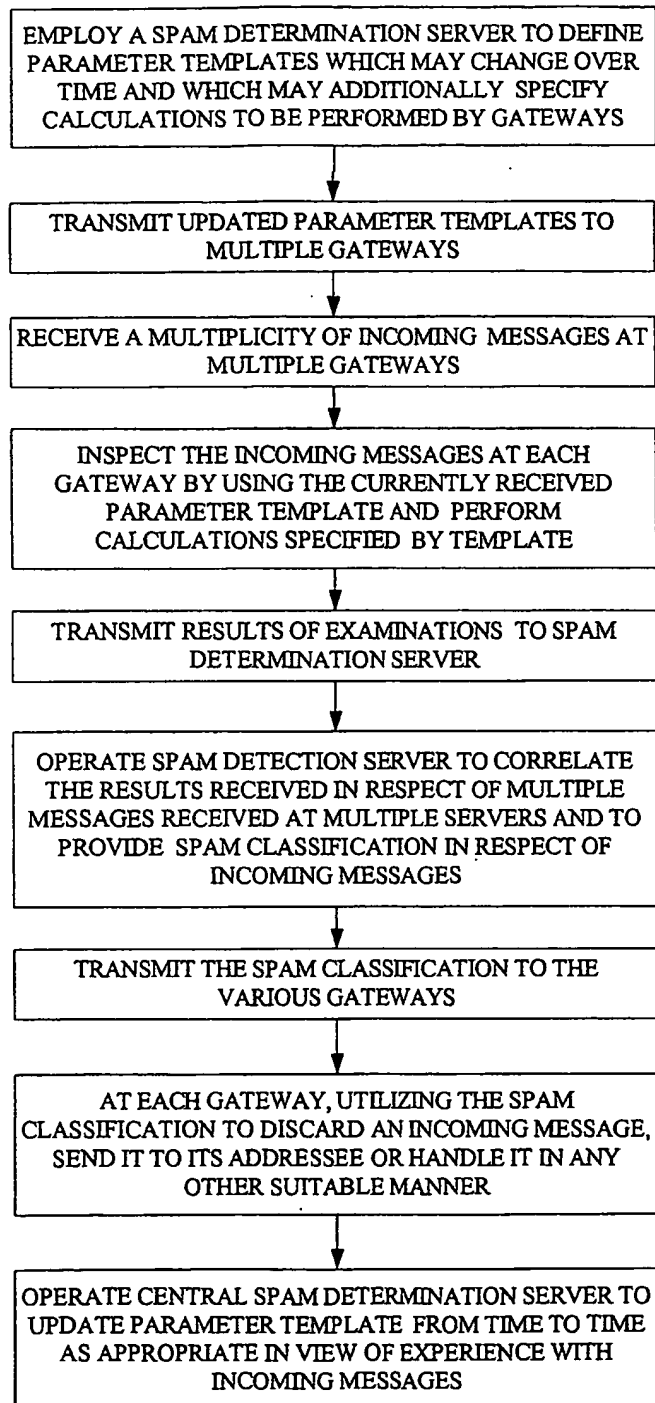 EMPLOY A SPAM DETERMINATION SERVER TO DEFINE
PARAMETER TEMPLATES WHICH MAY CHANGE OVER
TIME AND WHICH MAY ADDITIONALLY SPECIFY
CALCULATIONS TO BE PERFORMED BY GATEWAYS
TRANSMIT UPDATED PARAMETER TEMPLATES TO
MULTIPLE GATEWAYS
RECEIVE A MULTIPLICITY OF INCOMING MESSAGES AT
MULTIPLE GATEWAYS
INSPECT THE INCOMING MESSAGES AT EACH
GATEWAY BY USING THE CURRENTLY RECEIVED
PARAMETER TEMPLATE AND PERFORM
CALCULATIONS SPECIFIED BY TEMPLATE
TRANSMIT RESULTS OF EXAMINATIONS TO SPAM
DETERMINATION SERVER
OPERATE SPAM DETECTION SERVER TO CORRELATE
THE RESULTS RECEIVED IN RESPECT OF MULTIPLE
MESSAGES RECEIVED AT MULTIPLE SERVERS AND TO
PROVIDE SPAM CLASSIFICATION IN RESPECT OF
INCOMING MESSAGES
TRANSMIT THE SPAM CLASSIFICATION TO THE
VARIOUS GATEWAYS
AT EACH GATEWAY, UTILIZING THE SPAM
CLASSIFICATION TO DISCARD AN INCOMING MESSAGE,
SEND IT TO ITS ADDRESSEE OR HANDLE IT IN ANY
OTHER SUITABLE MANNER
OPERATE CENTRAL SPAM DETERMINATION SERVER TO
UPDATE PARAMETER TEMPLATE FROM TIME TO TIME
AS APPROPRIATE IN VIEW OF EXPERIENCE WITH
INCOMING MESSAGES